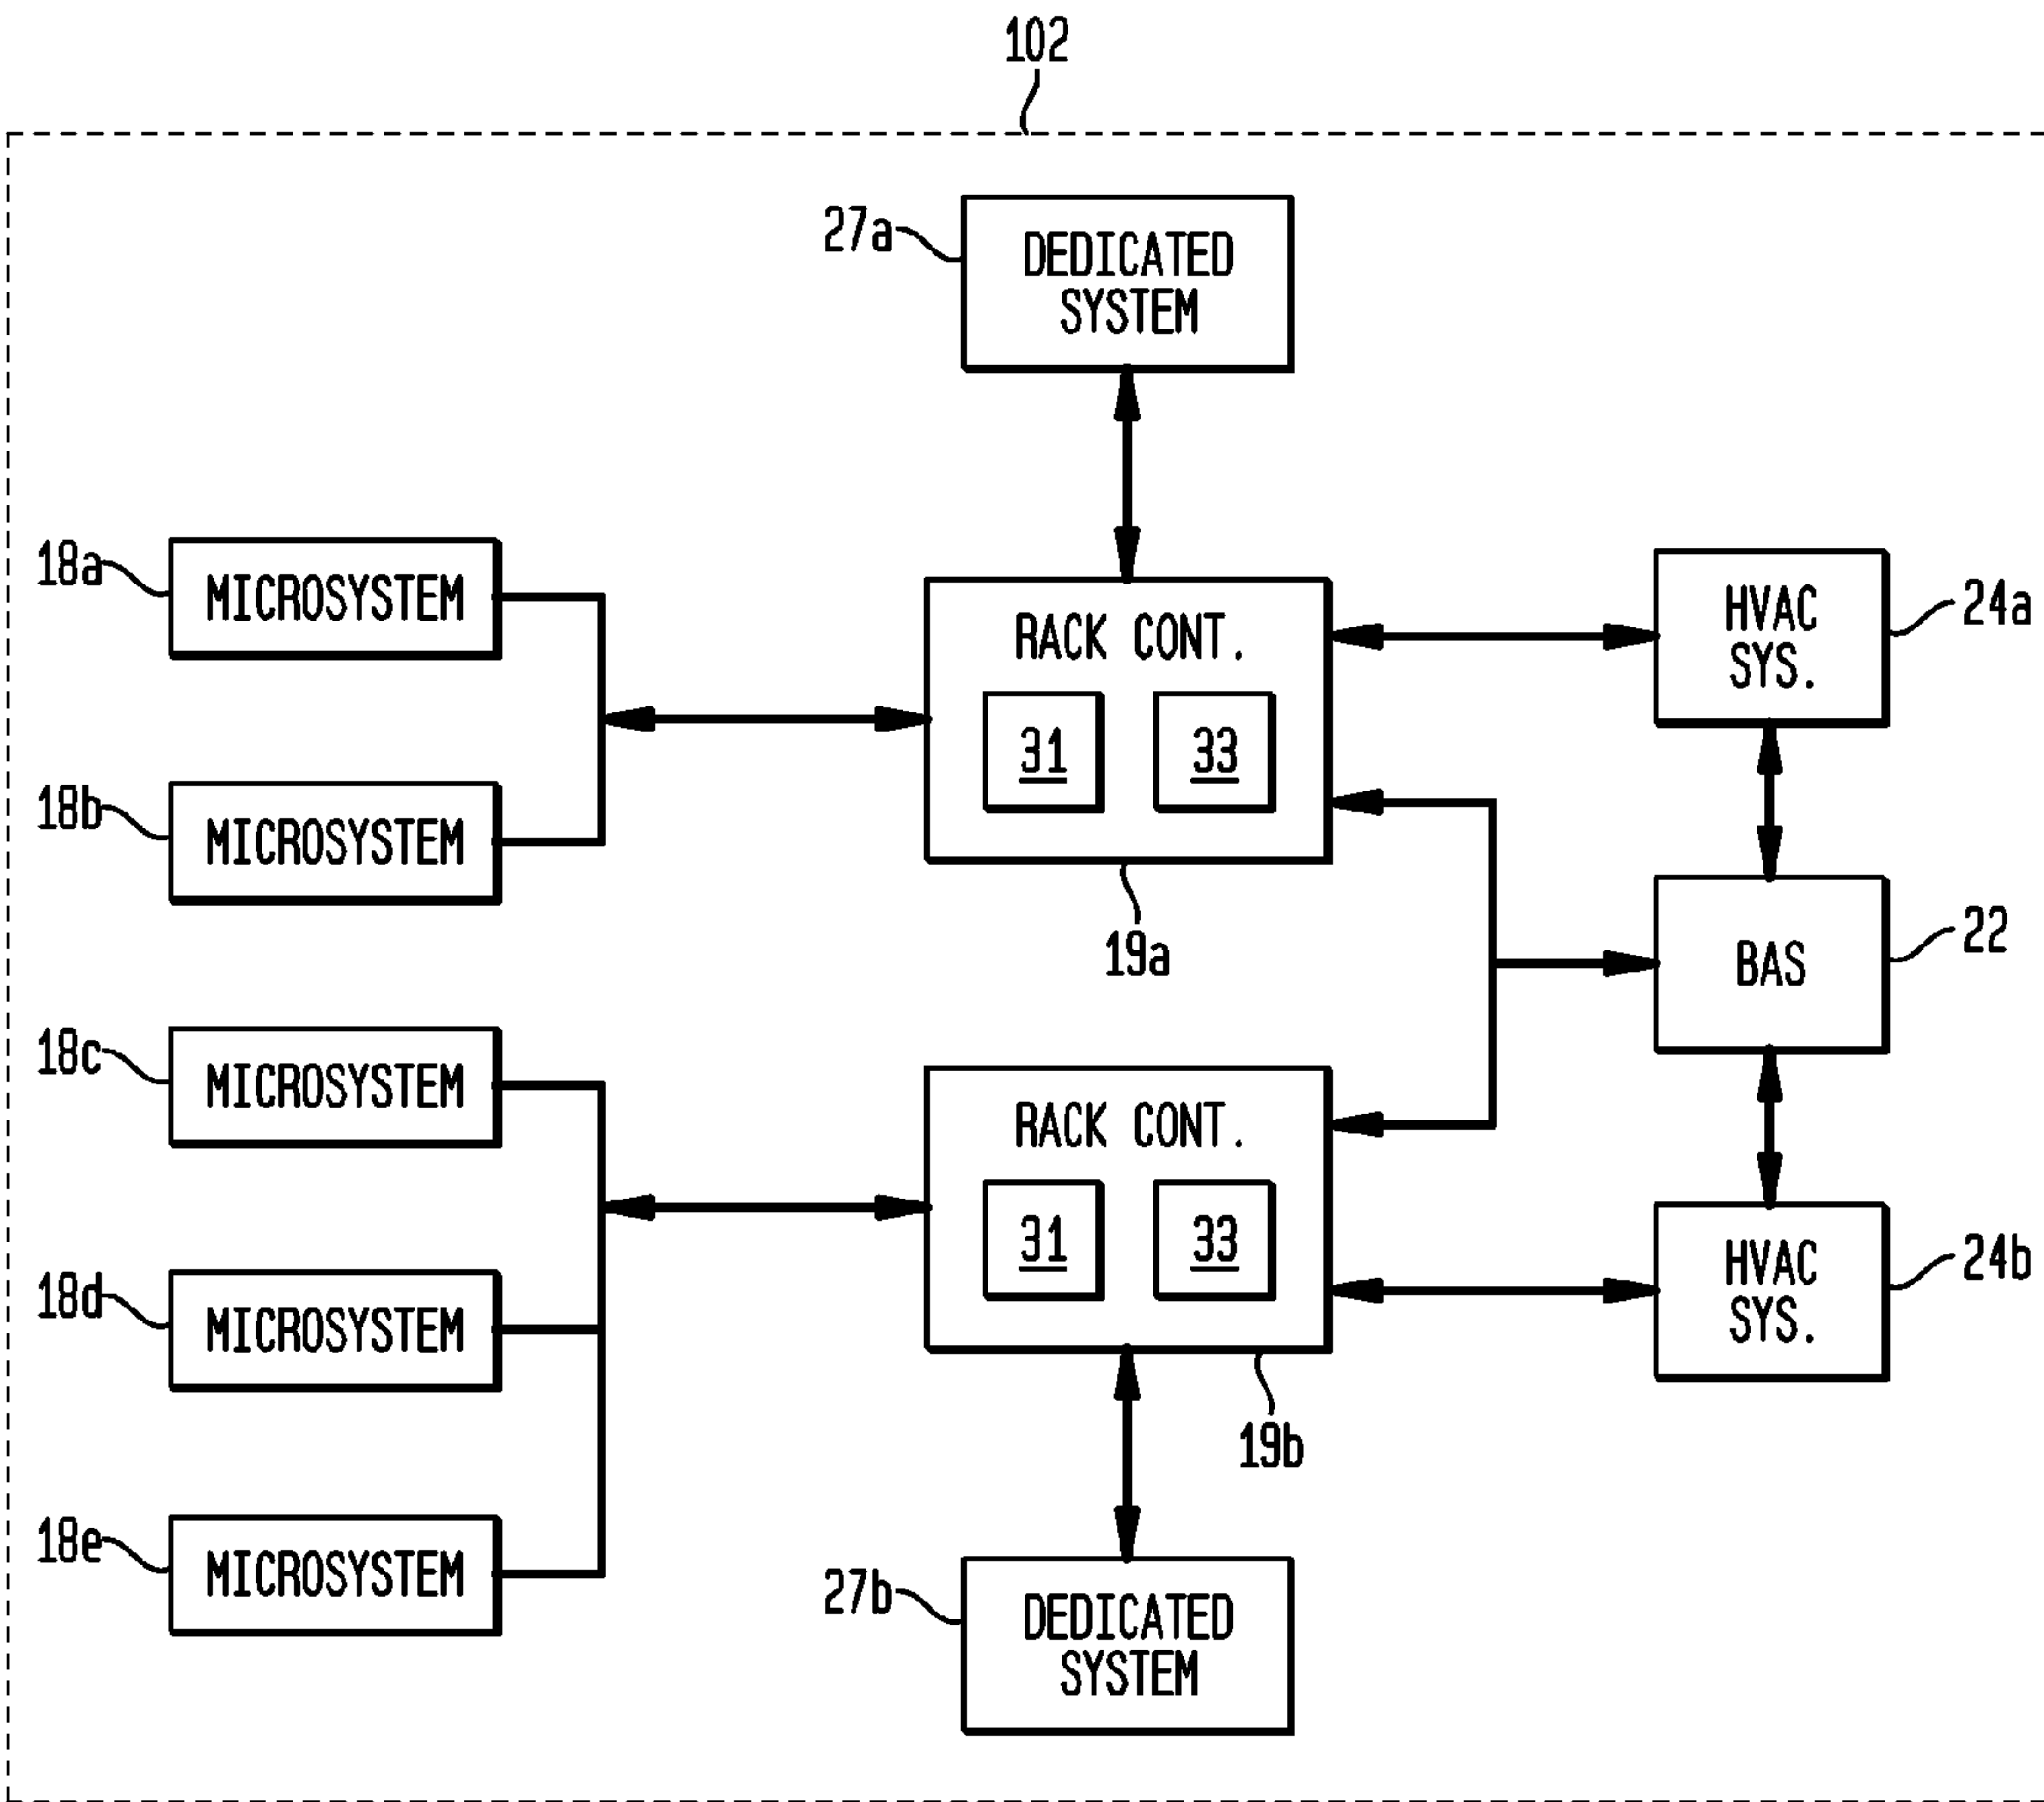 102
27a
DEDICATED
SYSTEM
18a
MICROSYSTEM
RACK CONT.
31
33
19a
HVAC
SYS.
24a
18b
MICROSYSTEM
BAS
22
18c
MICROSYSTEM
RACK CONT.
31
33
19b
HVAC
SYS.
24b
18d
MICROSYSTEM
18e
MICROSYSTEM
27b
DEDICATED
SYSTEM